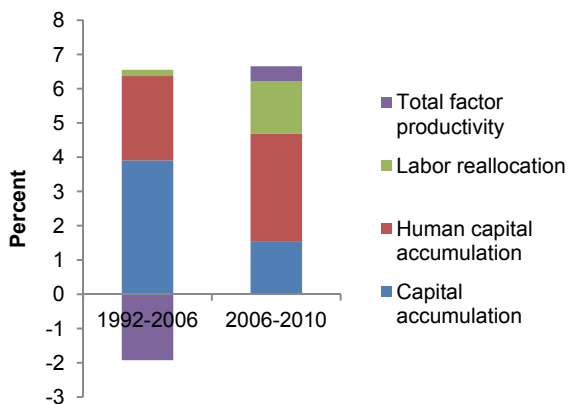 8
7
6
5
4
3
2
1
0
-1
-2
-3
Percent
1992-2006
2006-2010
Total factor
productivity
Labor reallocation
Human capital
accumulation
Capital
accumulation